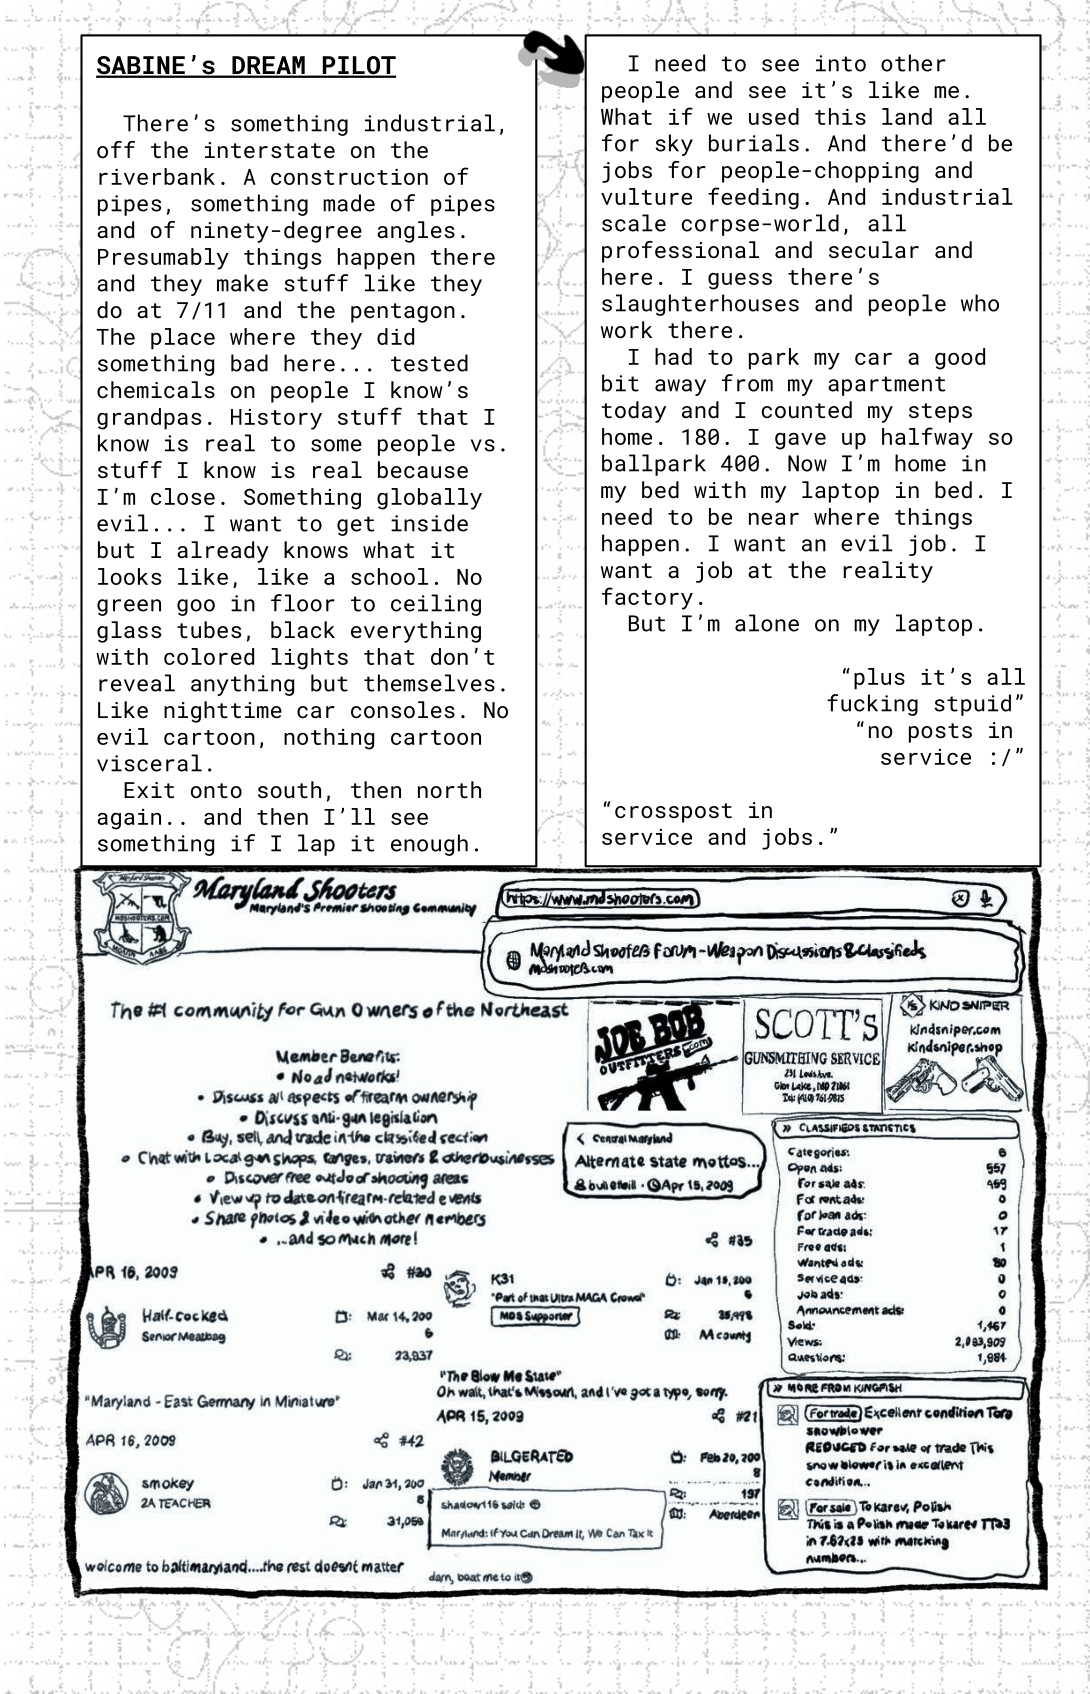 SABINE’s DREAM PILOT
There’s something industrial,
off the interstate on the
riverbank. A construction of
pipes, something made of pipes
and of ninety-degree angles.
Presumably things happen there
and they make stuff like they
do at 7/11 and the pentagon.
The place where they did
something bad here... tested
chemicals on people I know’s
grandpas. History stuff that I
know is real to some people vs.
stuff I know is real because
I’m close. Something globally
evil... I want to get inside
but I already knows what it
looks like, like a school. No
green goo in floor to ceiling
glass tubes, black everything
with colored lights that don’t
reveal anything but themselves.
Like nighttime car consoles. No
evil cartoon, nothing cartoon
visceral.
Exit onto south, then north
again.. and then I’ll see
something if I lap it enough.
I need to see into other
people and see it’s like me.
What if we used this land all
for sky burials. And there’d be
jobs for people-chopping and
vulture feeding. And industrial
scale corpse-world, all
professional and secular and
here. I guess there’s
slaughterhouses and people who
work there.
I had to park my car a good
bit away from my apartment
today and I counted my steps
home. 180. I gave up halfway so
ballpark 400. Now I’m home in
my bed with my laptop in bed. I
need to be near where things
happen. I want an evil job. I
want a job at the reality
factory.
But I’m alone on my laptop.
“plus it’s all
fucking stpuid”
“no posts in
service :/”
“crosspost in
service and jobs.”
Maryland Shooters
Maryland's Premier Shooting Community
MDSHOOTERS.COM
https://www.mdshooters.com
Maryland Shooters Forum - Weapon Discussions & Classifieds
mdshooters.com
The #1 community for Gun Owners of the Northeast
Member Benefits:
• No ad networks!
• Discuss all aspects of firearm ownership
• Discuss anti-gun legislation
• Buy, sell, and trade in the classified section
• Chat with Local gun shops, ranges, trainers & other businesses
• Discover free outdoor shooting areas
• View up to date on firearm-related events
• Share photos & video with other members
• ...and so much more!
JOE BOB
OUTFITTERS.com
SCOTT'S
GUNSMITHING SERVICE
Glen Lake, MD 21061
KS KIND SNIPER
kindsniper.com
kindsniper.shop
< Central Maryland
Alternate state mottos...
Apr 15, 2009
» CLASSIFIEDS STATISTICS
Categories: 6
Open ads: 557
For sale ads: 459
For rent ads: 0
For loan ads: 0
For trade ads: 17
Free ads: 1
Wanted ads: 80
Service ads: 0
Job ads: 0
Announcement ads: 0
Sold: 1,467
Views:
Questions: 1,984
APR 16, 2009 #30
Half-cocked
Senior Meatbag
Mar 14, 200
6
23,937
"Maryland - East Germany in Miniature"
APR 16, 2009 #42
smokey
2A TEACHER
Jan 31, 200
8
31,056
welcome to baltimaryland....the rest doesnt matter
#35
K31
"Part of that Ultra MAGA Crowd"
MDS Supporter
Jan 15, 200
6
AA county
"The Blow Me State"
Oh wait, that's Missouri, and I've got a typo, sorry.
APR 15, 2009 #21
BILGERATED
Member
Feb 20, 200
8
197
Aberdeen
shadow116 said:
Maryland: If You Can Dream It, We Can Tax It
darn, beat me to it
» MORE FROM KINGFISH
For trade Excellent condition Toro
snowblower
REDUCED For sale or trade This
snow blower is in excellent
condition...
For sale Tokarev, Polish
This is a Polish made Tokarev TT33
in 7.62x25 with matching
numbers...